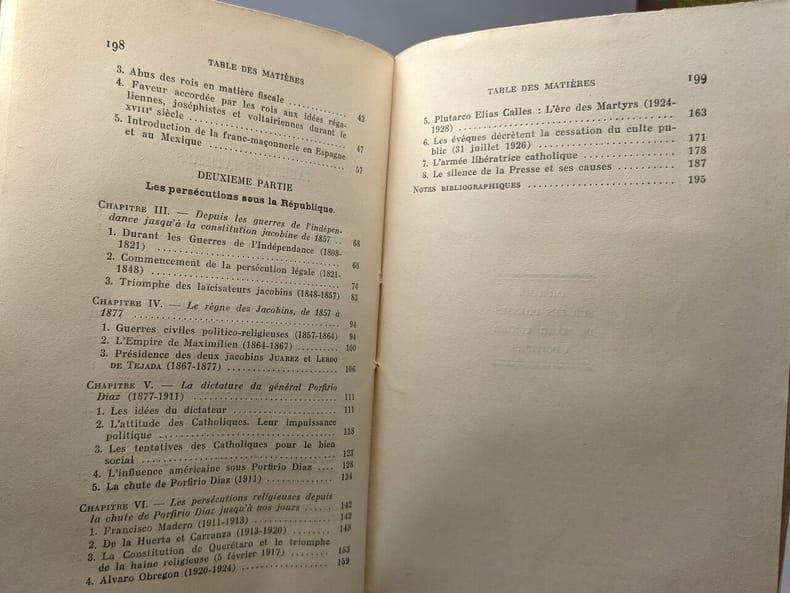 198
TABLE DES MATIÈRES
3. Abus des rois en matière fiscale ............... 43
4. Faveur accordée par les rois aux idées réga-
liennes, joséphistes et voltairiennes durant le
XVIIIe siècle ............................ 47
5. Introduction de la franc-maçonnerie en Espagne
et au Mexique ......................... 57
DEUXIEME PARTIE
Les persécutions sous la République.
CHAPITRE III. — Depuis les guerres de l'indépen-
dance jusqu'à la constitution jacobine de 1857 .. 68
1. Durant les Guerres de l'Indépendance (1808-
1821) ............................ 68
2. Commencement de la persécution légale (1821-
1848) ............................ 74
3. Triomphe des laïcisateurs jacobins (1848-1857) 83
CHAPITRE IV. — Le règne des Jacobins, de 1857 à
1877 ............................ 94
1. Guerres civiles politico-religieuses (1857-1864) 94
2. L'Empire de Maximilien (1864-1867) .......... 100
3. Présidence des deux jacobins JUAREZ et LERDO
DE TEJADA (1867-1877) .................... 106
CHAPITRE V. — La dictature du général Porfirio
Diaz (1877-1911) ......................... 111
1. Les idées du dictateur .................... 111
2. L'attitude des Catholiques. Leur impuissance
politique ............................ 118
3. Les tentatives des Catholiques pour le bien
social ............................ 123
4. L'influence américaine sous Porfirio Diaz .... 128
5. La chute de Porfirio Diaz (1911) ............ 134
CHAPITRE VI. — Les persécutions religieuses depuis
la chute de Porfirio Diaz jusqu'à nos jours ...... 142
1. Francisco Madero (1911-1913) ............... 142
2. De la Huerta et Carranza (1913-1920) ........ 148
3. La Constitution de Querétaro et le triomphe
de la haine religieuse (5 février 1917) ........ 153
4. Alvaro Obregon (1920-1924) ................. 159
TABLE DES MATIÈRES
199
5. Plutarco Elias Calles : L'ère des Martyrs (1924-
1928) ............................ 163
6. Les évêques décrètent la cessation du culte pu-
blic (31 juillet 1926) .................... 171
7. L'armée libératrice catholique ............... 178
8. Le silence de la Presse et ses causes .......... 187
NOTES BIBLIOGRAPHIQUES .................... 195